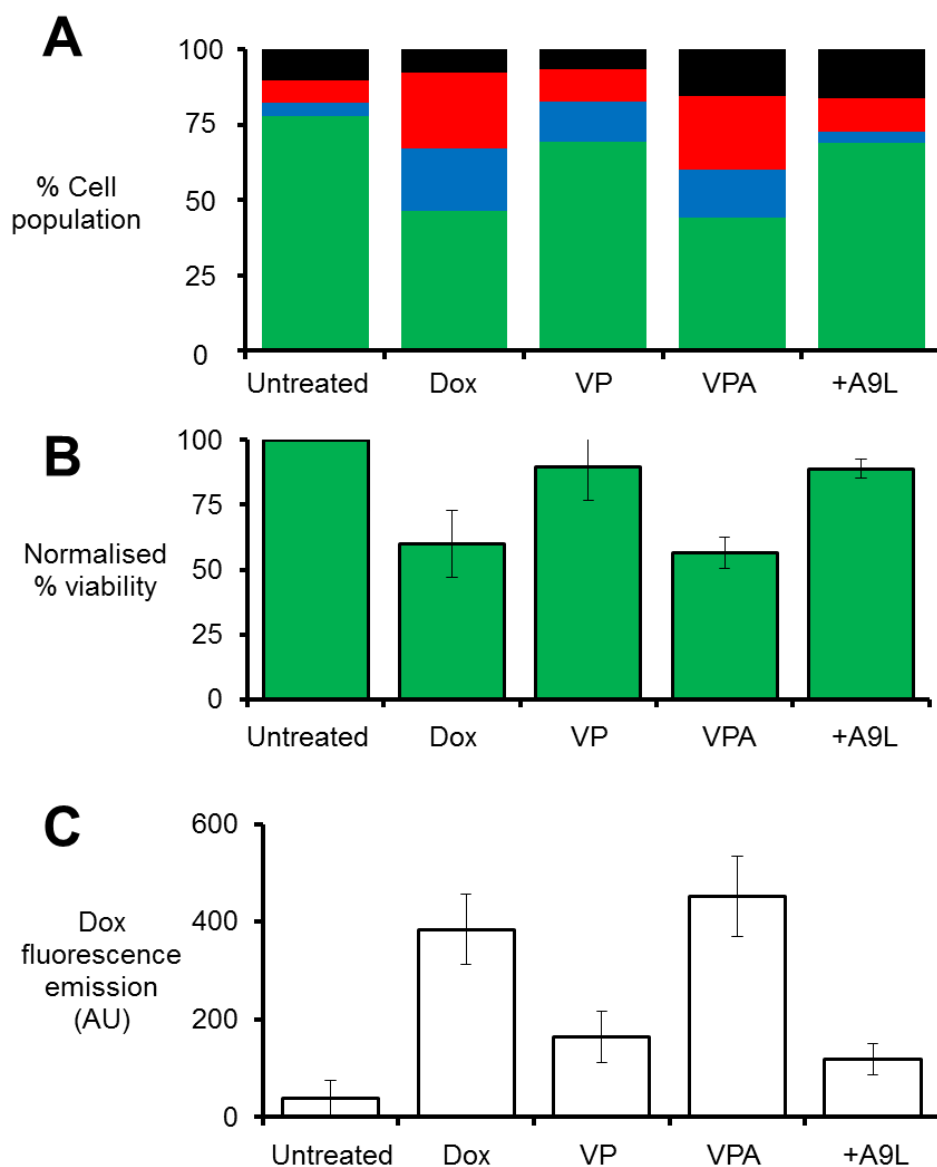 A
100
75
50
25
0
% Cell
population
Untreated Dox VP VPA +A9L
B
100
75
50
25
0
Normalised
% viability
Untreated Dox VP VPA +A9L
C
600
400
200
0
Dox
fluorescence
emission
(AU)
Untreated Dox VP VPA +A9L